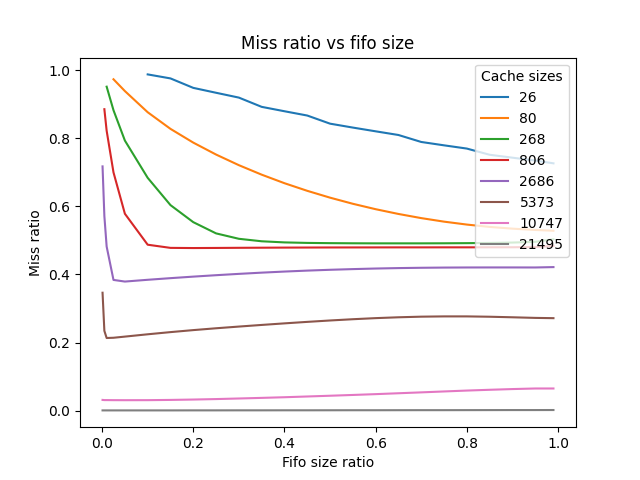 Miss ratio vs fifo size
Miss ratio
1.0
0.8
0.6
0.4
0.2
0.0
Cache sizes
26
80
268
806
2686
5373
10747
21495
0.0 0.2 0.4 0.6 0.8 1.0
Fifo size ratio